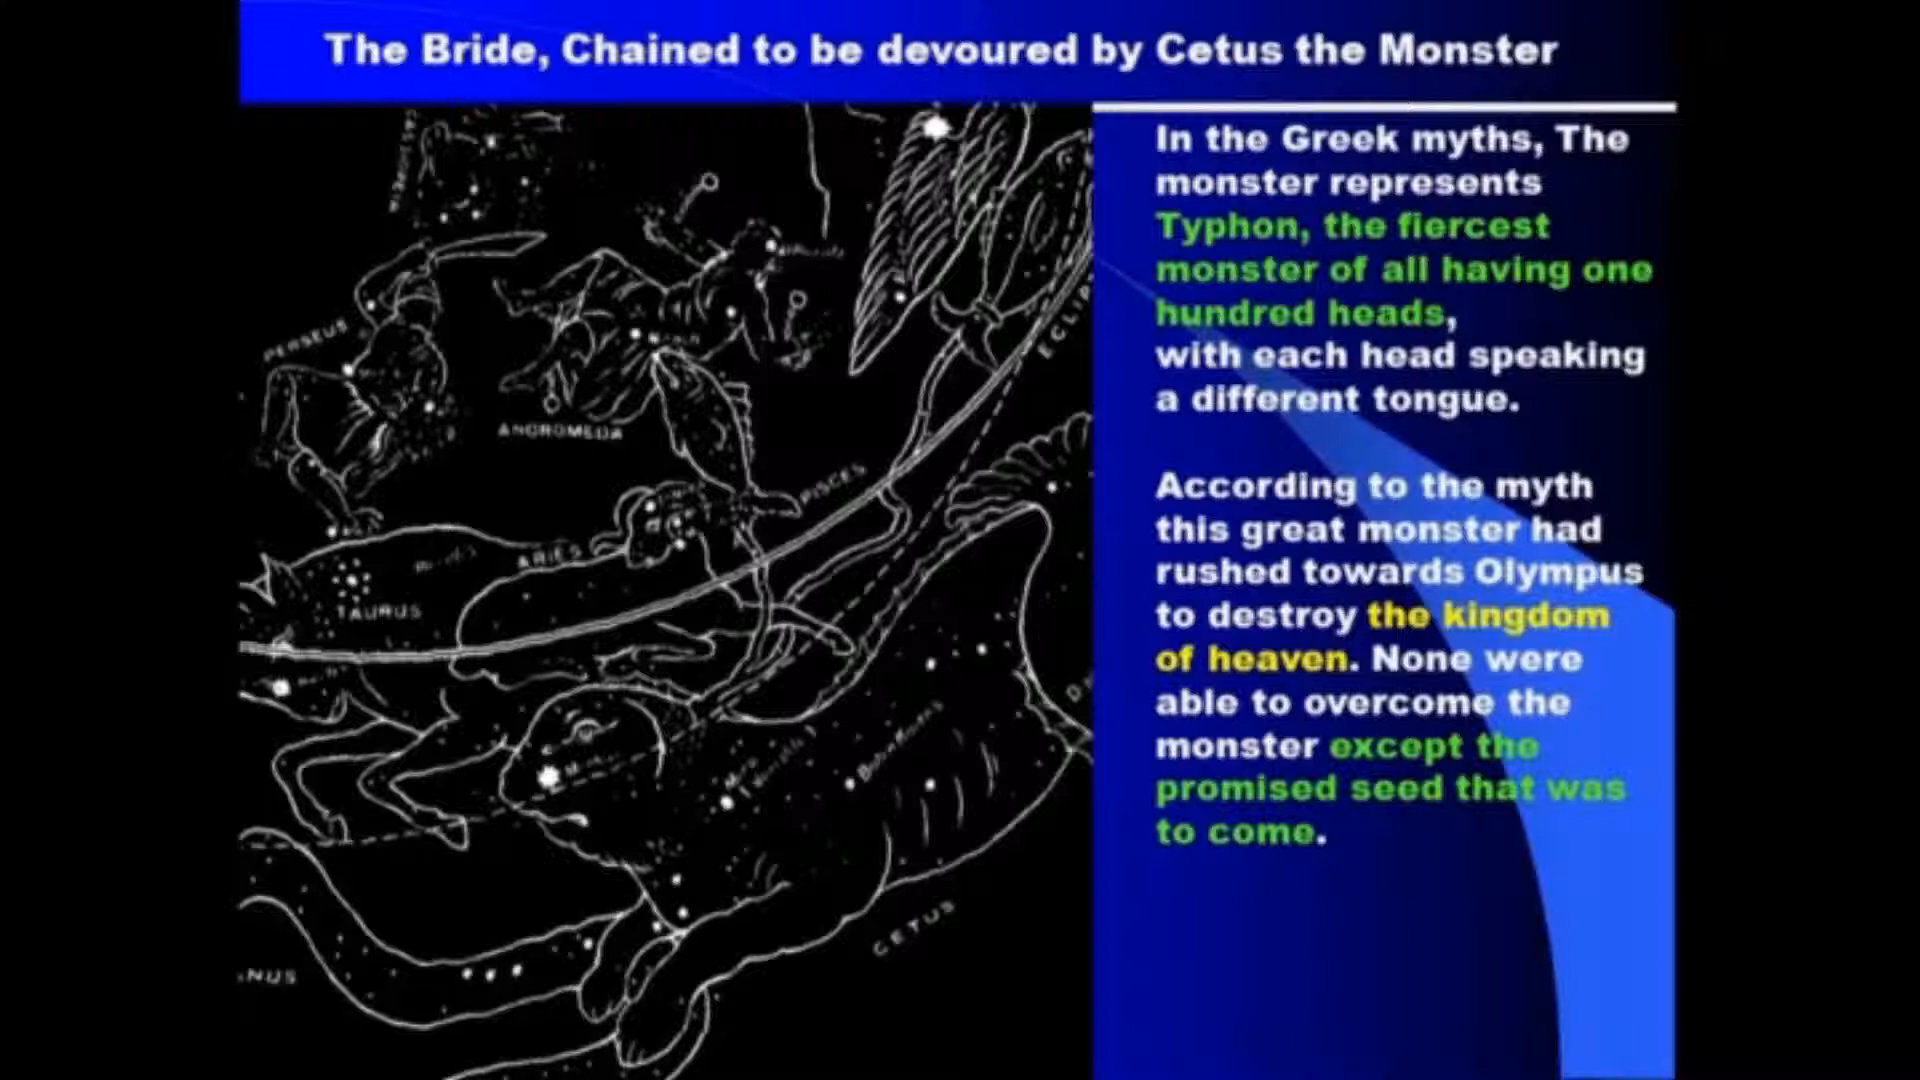 The Bride, Chained to be devoured by Cetus the Monster
In the Greek myths, The
monster represents
Typhon, the fiercest
monster of all having one
hundred heads,
with each head speaking
a different tongue.
According to the myth
this great monster had
rushed towards Olympus
to destroy the kingdom
of heaven. None were
able to overcome the
monster except the
promised seed that was
to come.
PERSEUS
ANDROMEDA
PISCES
ARIES
TAURUS
CETUS